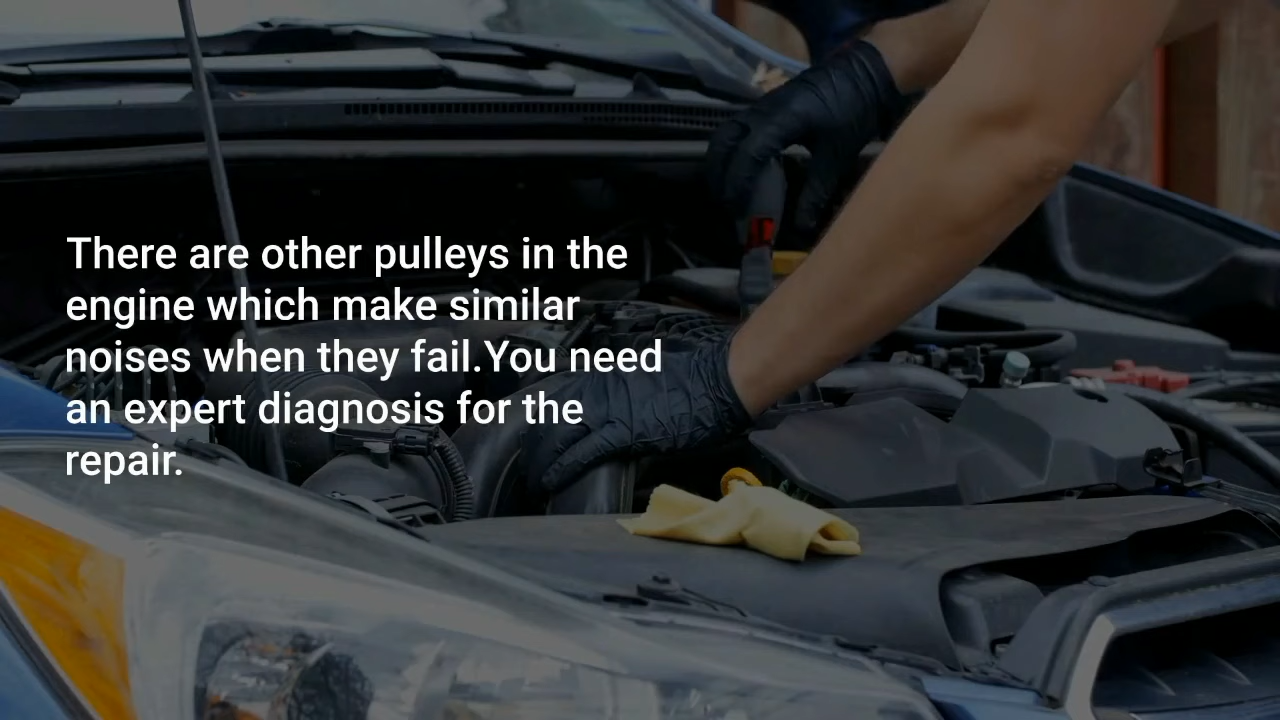 There are other pulleys in the
engine which make similar
noises when they fail.You need
an expert diagnosis for the
repair.